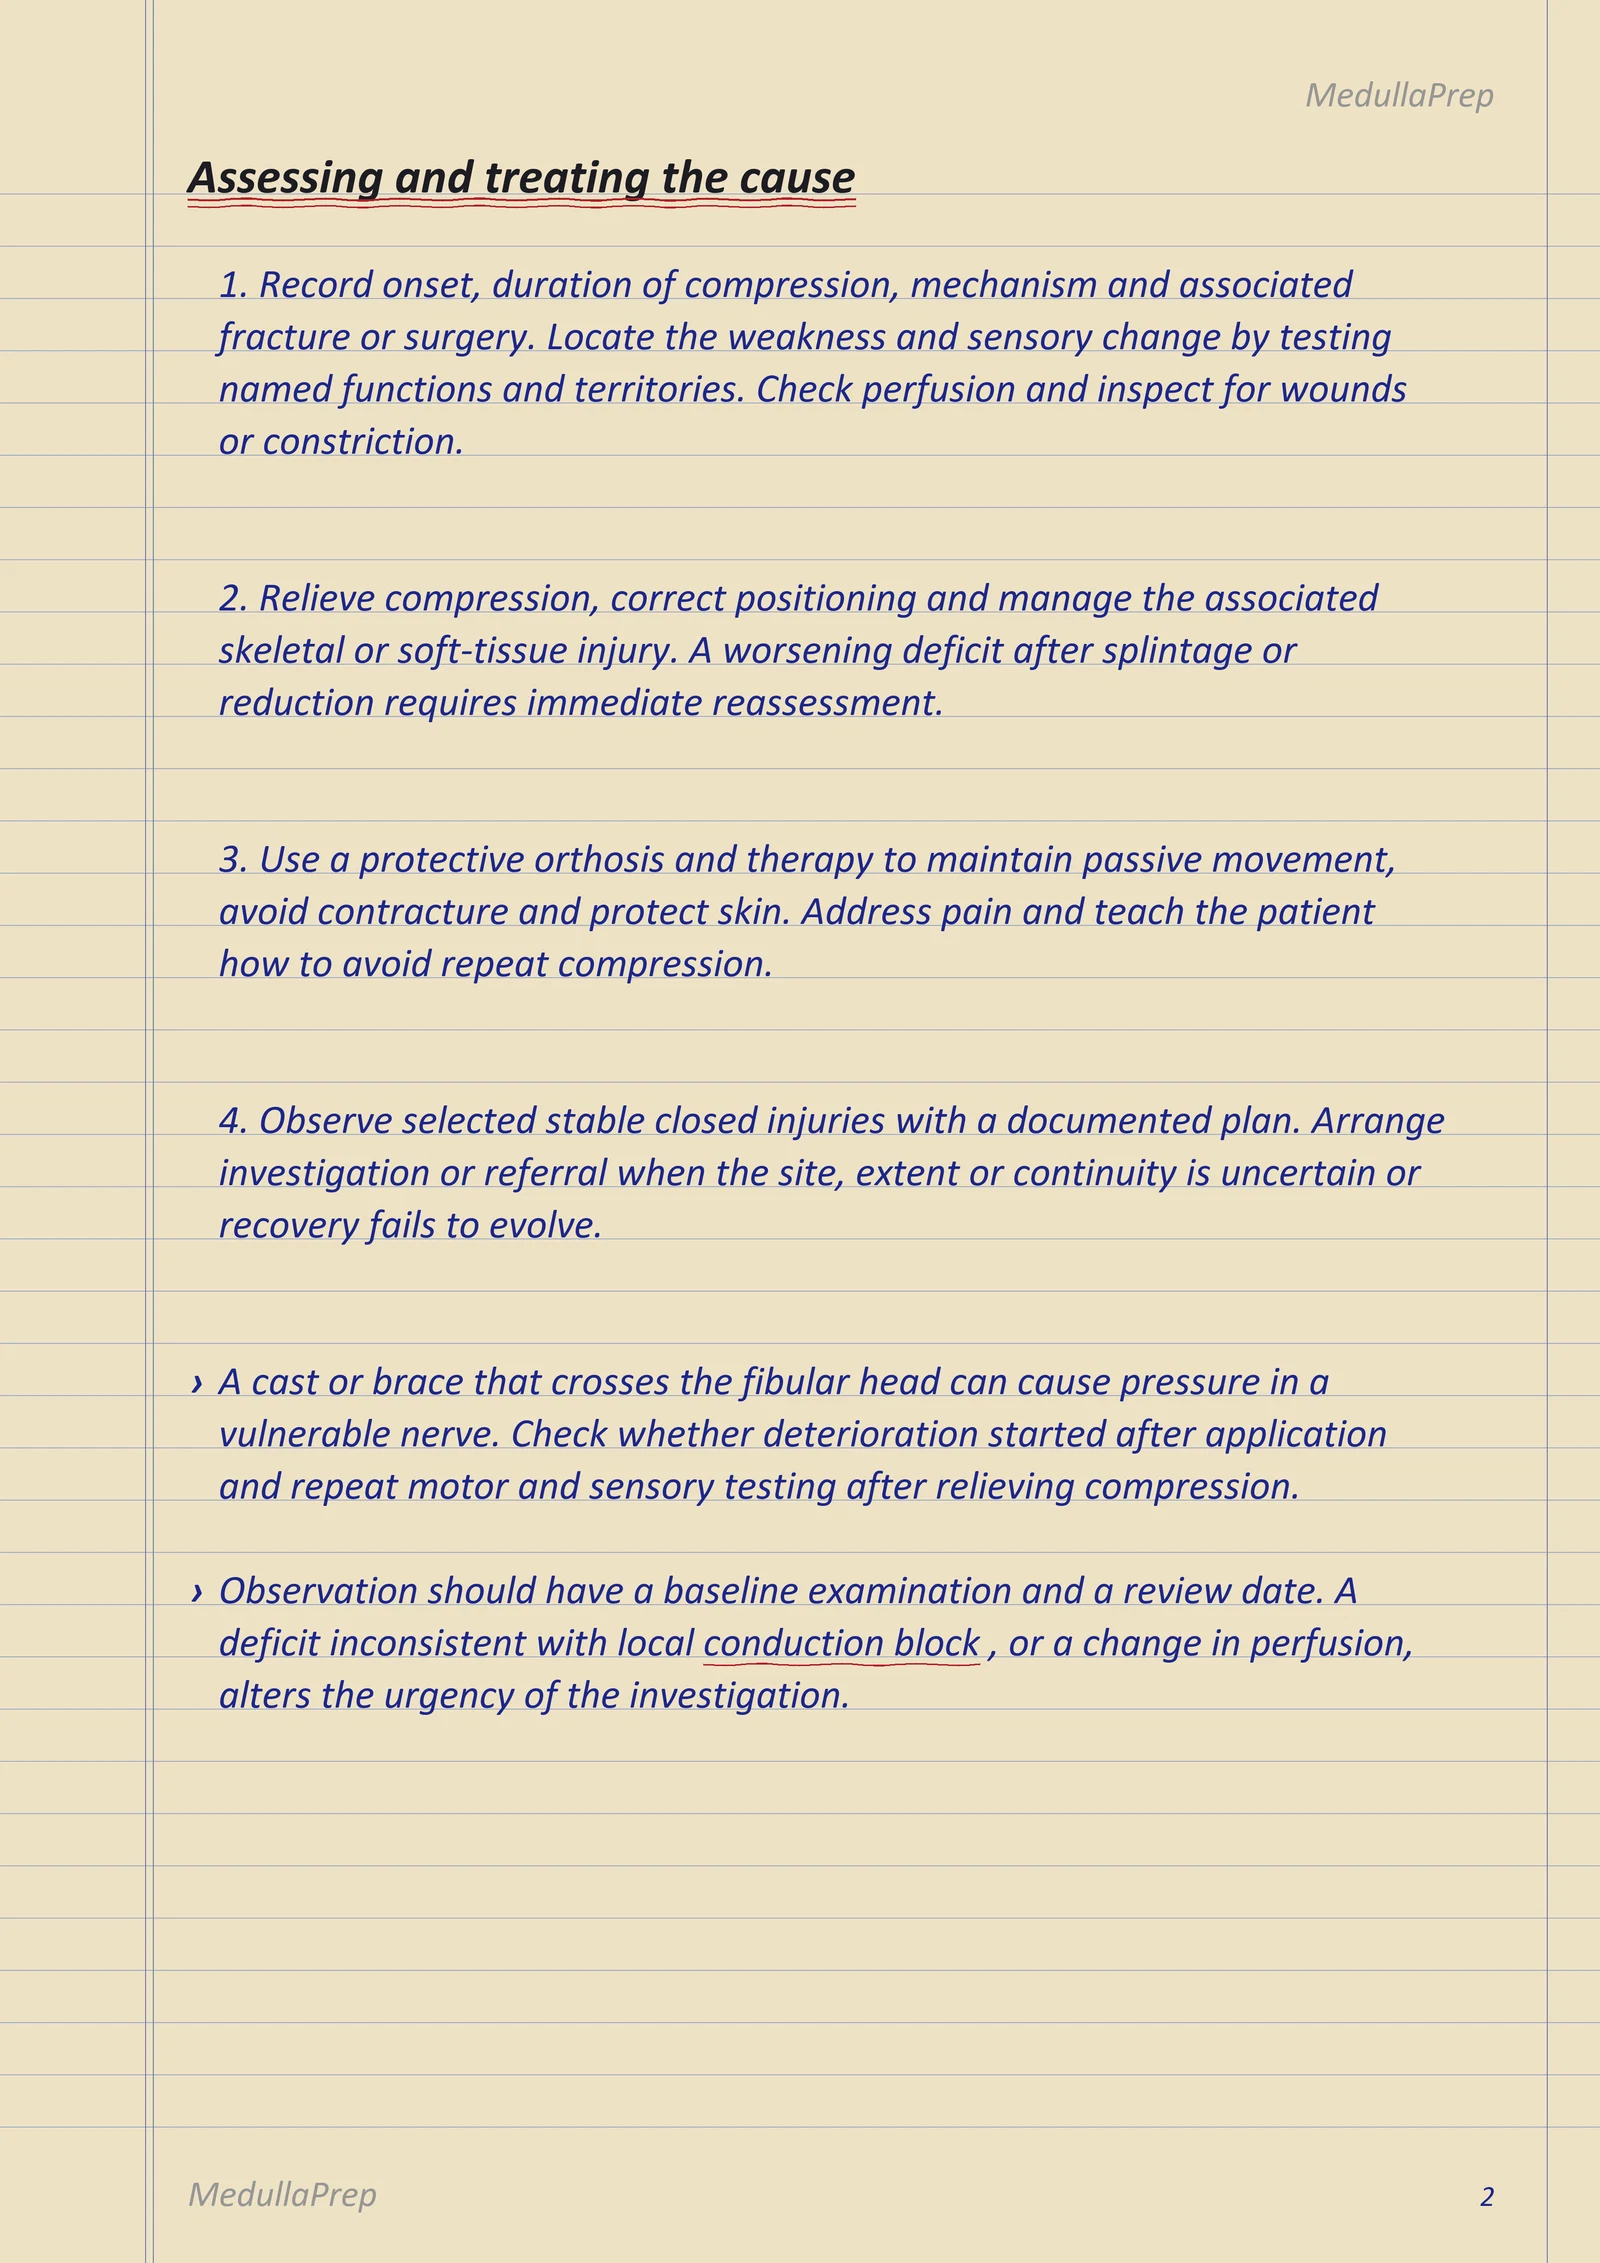 MedullaPrep
Assessing and treating the cause
1. Record onset, duration of compression, mechanism and associated
fracture or surgery. Locate the weakness and sensory change by testing
named functions and territories. Check perfusion and inspect for wounds
or constriction.
2. Relieve compression, correct positioning and manage the associated
skeletal or soft-tissue injury. A worsening deficit after splintage or
reduction requires immediate reassessment.
3. Use a protective orthosis and therapy to maintain passive movement,
avoid contracture and protect skin. Address pain and teach the patient
how to avoid repeat compression.
4. Observe selected stable closed injuries with a documented plan. Arrange
investigation or referral when the site, extent or continuity is uncertain or
recovery fails to evolve.
› A cast or brace that crosses the fibular head can cause pressure in a
vulnerable nerve. Check whether deterioration started after application
and repeat motor and sensory testing after relieving compression.
› Observation should have a baseline examination and a review date. A
deficit inconsistent with local conduction block , or a change in perfusion,
alters the urgency of the investigation.
MedullaPrep
2